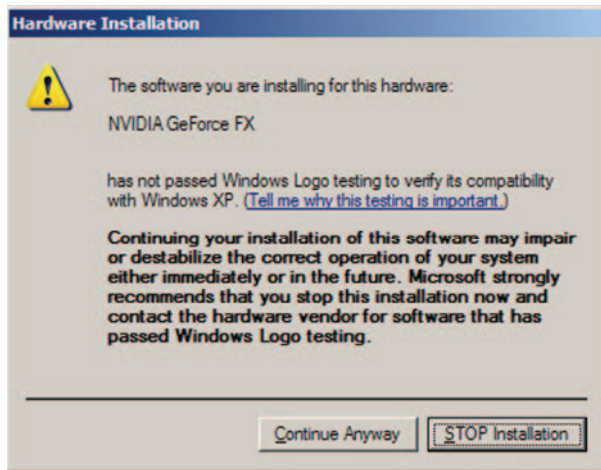 Hardware Installation
The software you are installing for this hardware:
NVIDIA GeForce FX
has not passed Windows Logo testing to verify its compatibility
with Windows XP. (Tell me why this testing is important.)
Continuing your installation of this software may impair
or destabilize the correct operation of your system
either immediately or in the future. Microsoft strongly
recommends that you stop this installation now and
contact the hardware vendor for software that has
passed Windows Logo testing.
Continue Anyway STOP Installation